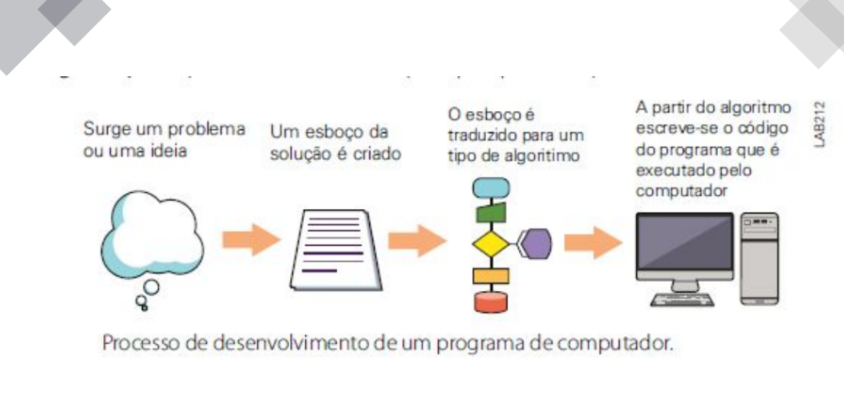 Surge um problema
ou uma ideia
Um esboço da
solução é criado
O esboço é
traduzido para um
tipo de algoritimo
A partir do algoritmo
escreve-se o código
do programa que é
executado pelo
computador
LAB212
Processo de desenvolvimento de um programa de computador.